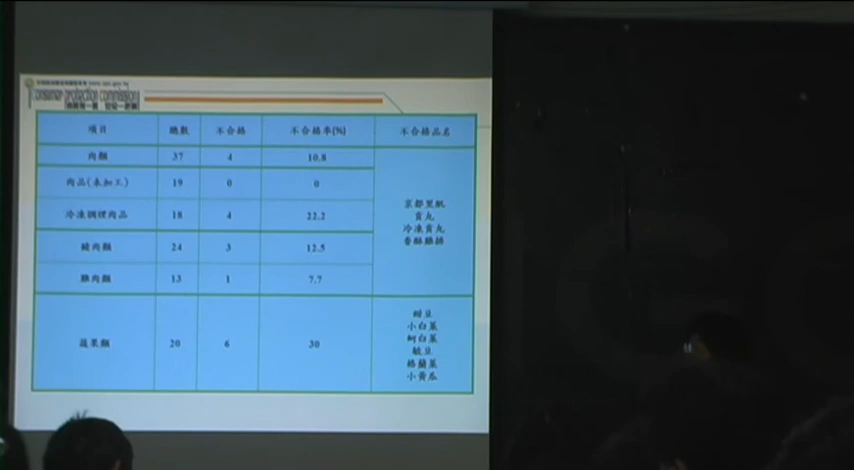 consumer protection commission
項目 總數 不合格 不合格率(%) 不合格品名
肉類 37 4 10.8
肉品(未加工) 19 0 0
冷凍調理肉品 18 4 22.2
豬肉類 24 3 12.5
雞肉類 13 1 7.7
京都里肌
貢丸
冷凍貢丸
香酥雞排
蔬果類 20 6 30
甜豆
小白菜
蚵白菜
敏豆
格蘭菜
小黃瓜